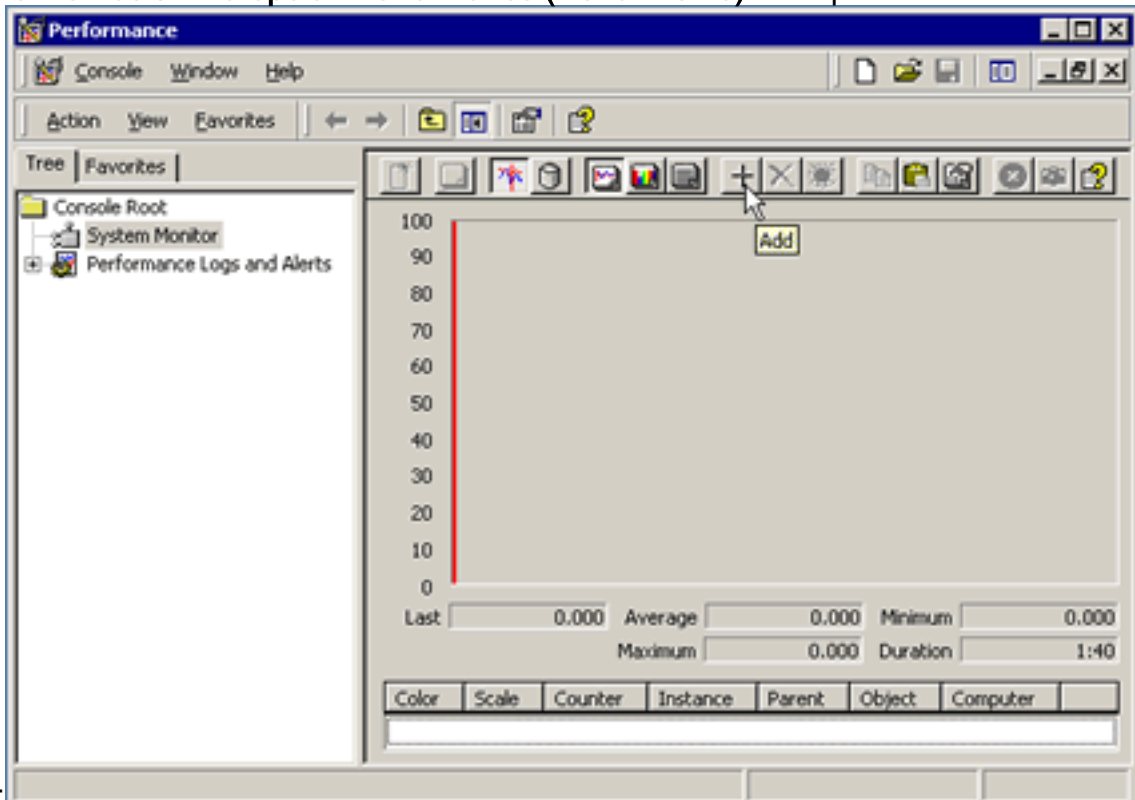 Performance
Console Window Help
Action View Favorites
Tree Favorites
Console Root
System Monitor
Performance Logs and Alerts
Add
100
90
80
70
60
50
40
30
20
10
0
Last 0.000 Average 0.000 Minimum 0.000
Maximum 0.000 Duration 1:40
Color Scale Counter Instance Parent Object Computer